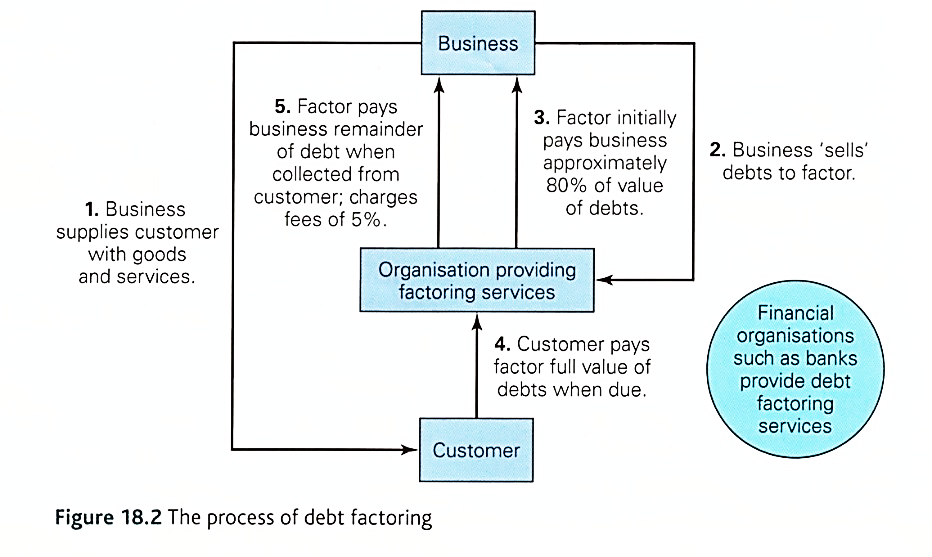 Business
5. Factor pays
business remainder
of debt when
collected from
customer; charges
fees of 5%.
3. Factor initially
pays business
approximately
80% of value
of debts.
2. Business ‘sells’
debts to factor.
1. Business
supplies customer
with goods
and services.
Organisation providing
factoring services
4. Customer pays
factor full value of
debts when due.
Financial
organisations
such as banks
provide debt
factoring
services
Customer
Figure 18.2 The process of debt factoring